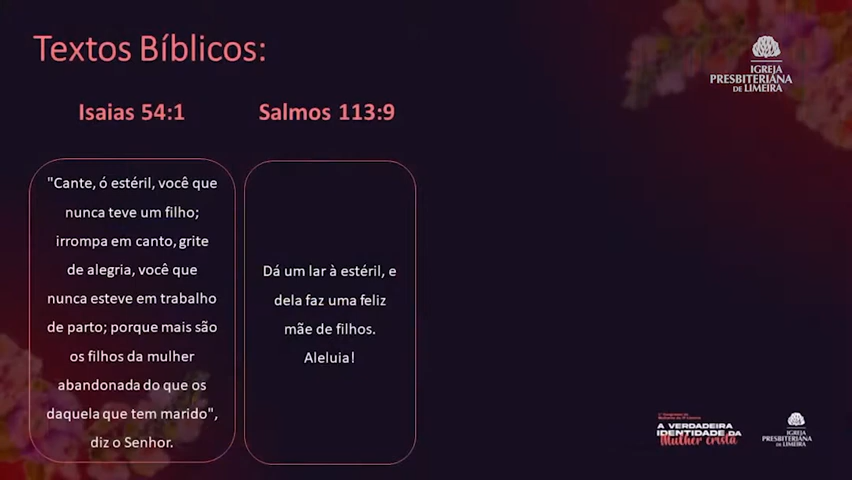 Textos Bíblicos:
IGREJA
PRESBITERIANA
DE LIMEIRA
Isaias 54:1
Salmos 113:9
"Cante, ó estéril, você que
nunca teve um filho;
irrompa em canto, grite
de alegria, você que
nunca esteve em trabalho
de parto; porque mais são
os filhos da mulher
abandonada do que os
daquela que tem marido",
diz o Senhor.
Dá um lar à estéril, e
dela faz uma feliz
mãe de filhos.
Aleluia!
A VERDADEIRA
IDENTIDADE DA
Mulher cristã
IGREJA
PRESBITERIANA
DE LIMEIRA